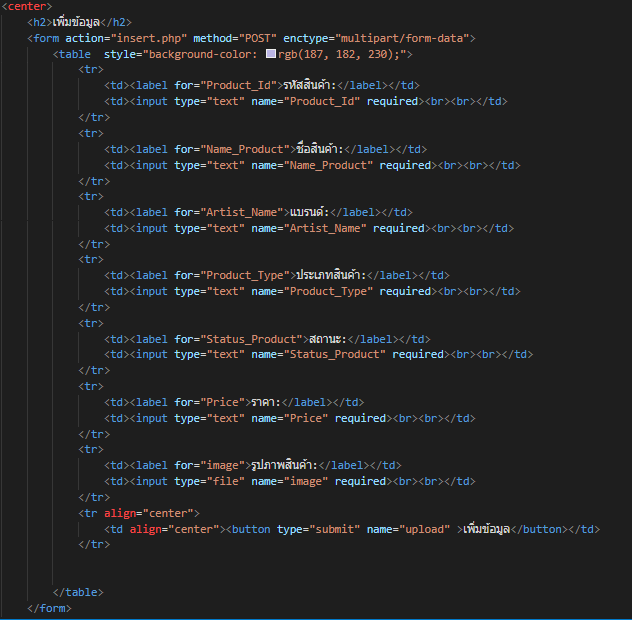 <center>
<h2>เพิ่มข้อมูล</h2>
<form action="insert.php" method="POST" enctype="multipart/form-data">
<table  style="background-color: rgb(187, 182, 230);">
<tr>
<td><label for="Product_Id">รหัสสินค้า:</label></td>
<td><input type="text" name="Product_Id" required><br><br></td>
</tr>
<tr>
<td><label for="Name_Product">ชื่อสินค้า:</label></td>
<td><input type="text" name="Name_Product" required><br><br></td>
</tr>
<tr>
<td><label for="Artist_Name">แบรนด์:</label></td>
<td><input type="text" name="Artist_Name" required><br><br></td>
</tr>
<tr>
<td><label for="Product_Type">ประเภทสินค้า:</label></td>
<td><input type="text" name="Product_Type" required><br><br></td>
</tr>
<tr>
<td><label for="Status_Product">สถานะ:</label></td>
<td><input type="text" name="Status_Product" required><br><br></td>
</tr>
<tr>
<td><label for="Price">ราคา:</label></td>
<td><input type="text" name="Price" required><br><br></td>
</tr>
<tr>
<td><label for="image">รูปภาพสินค้า:</label></td>
<td><input type="file" name="image" required><br><br></td>
</tr>
<tr align="center">
<td align="center"><button type="submit" name="upload" >เพิ่มข้อมูล</button></td>
</tr>
</table>
</form>